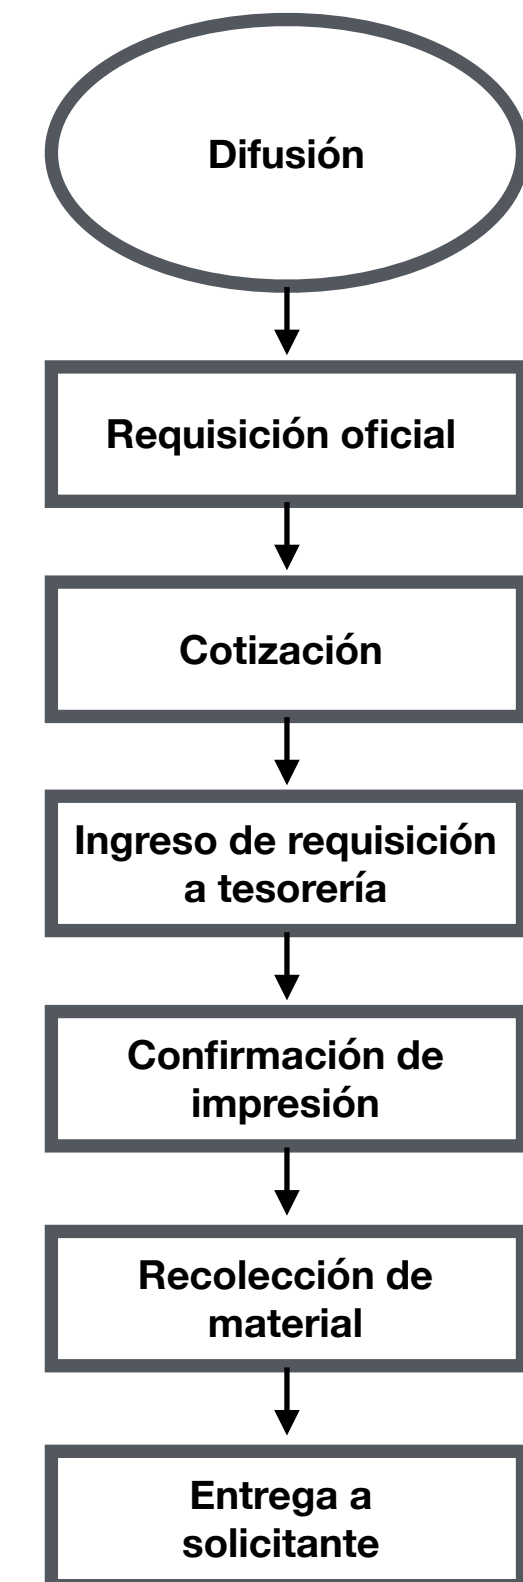 Difusión
Requisición oficial
Cotización
Ingreso de requisición
a tesorería
Confirmación de
impresión
Recolección de
material
Entrega a
solicitante